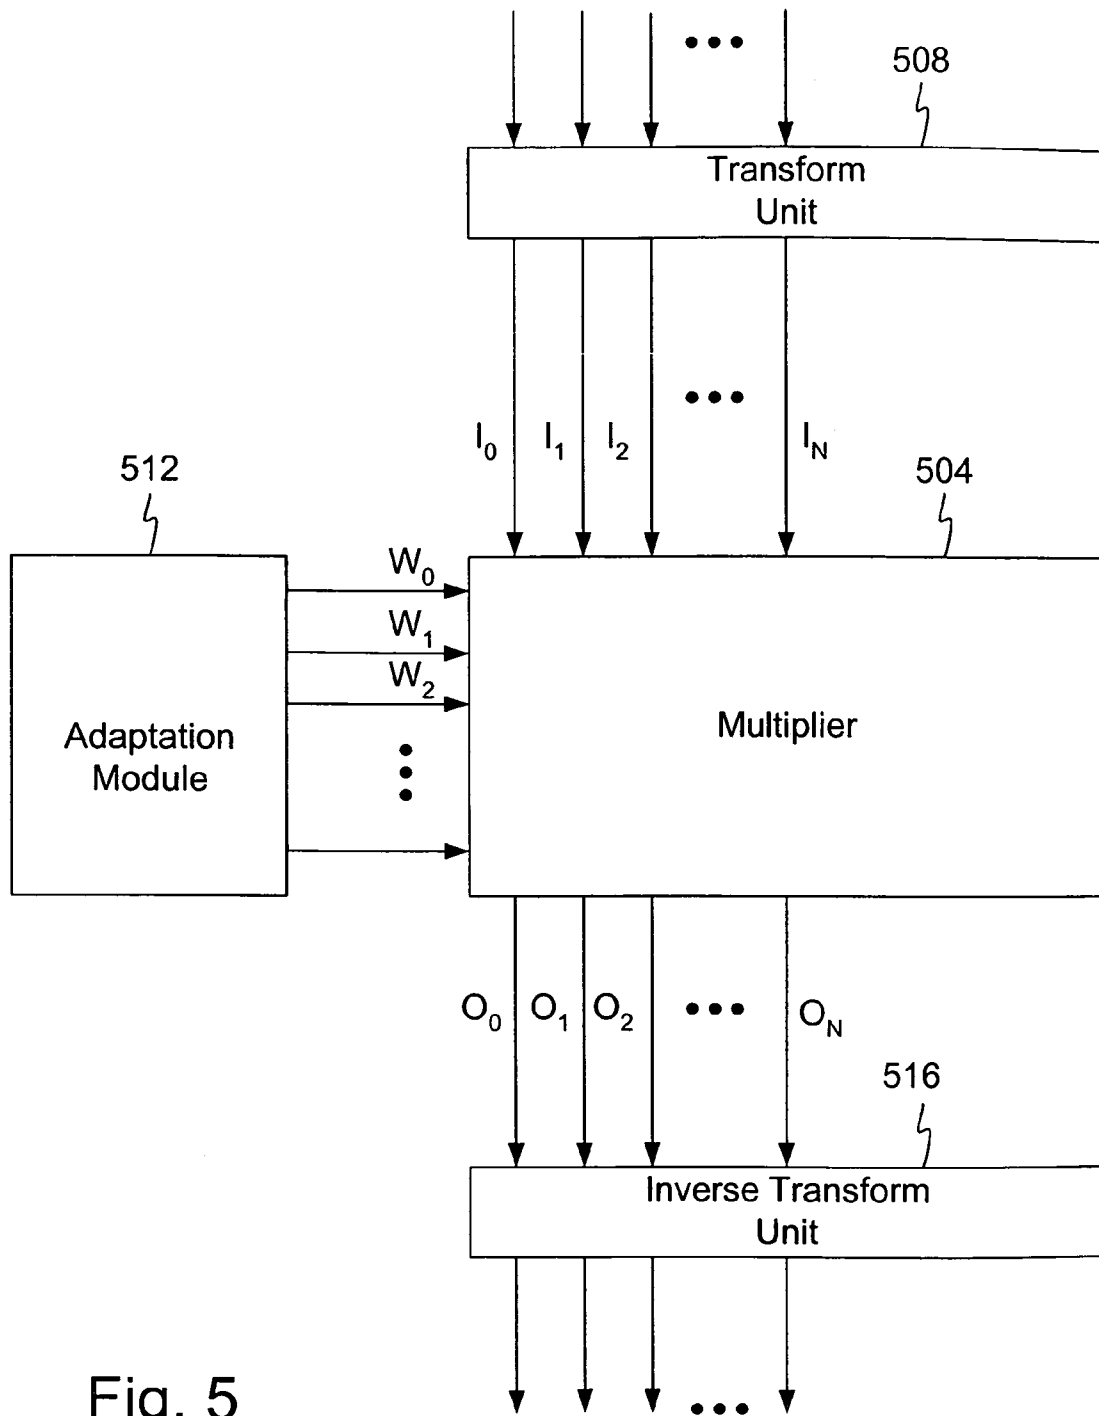 508
Transform
Unit
I0 I1 I2 IN
512
504
W0
W1
W2
Adaptation
Module
Multiplier
O0 O1 O2 ON
516
Inverse Transform
Unit
Fig. 5